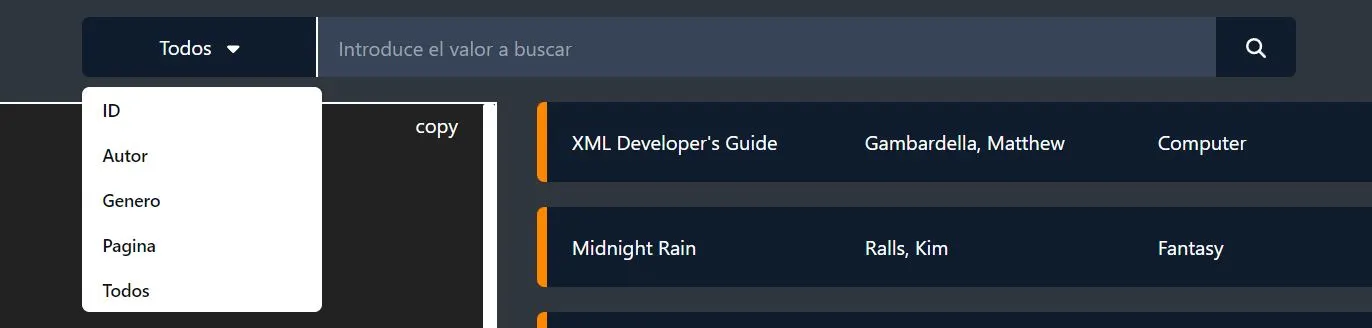 Todos
Introduce el valor a buscar
ID
Autor
Genero
Pagina
Todos
copy
XML Developer's Guide Gambardella, Matthew Computer
Midnight Rain Ralls, Kim Fantasy